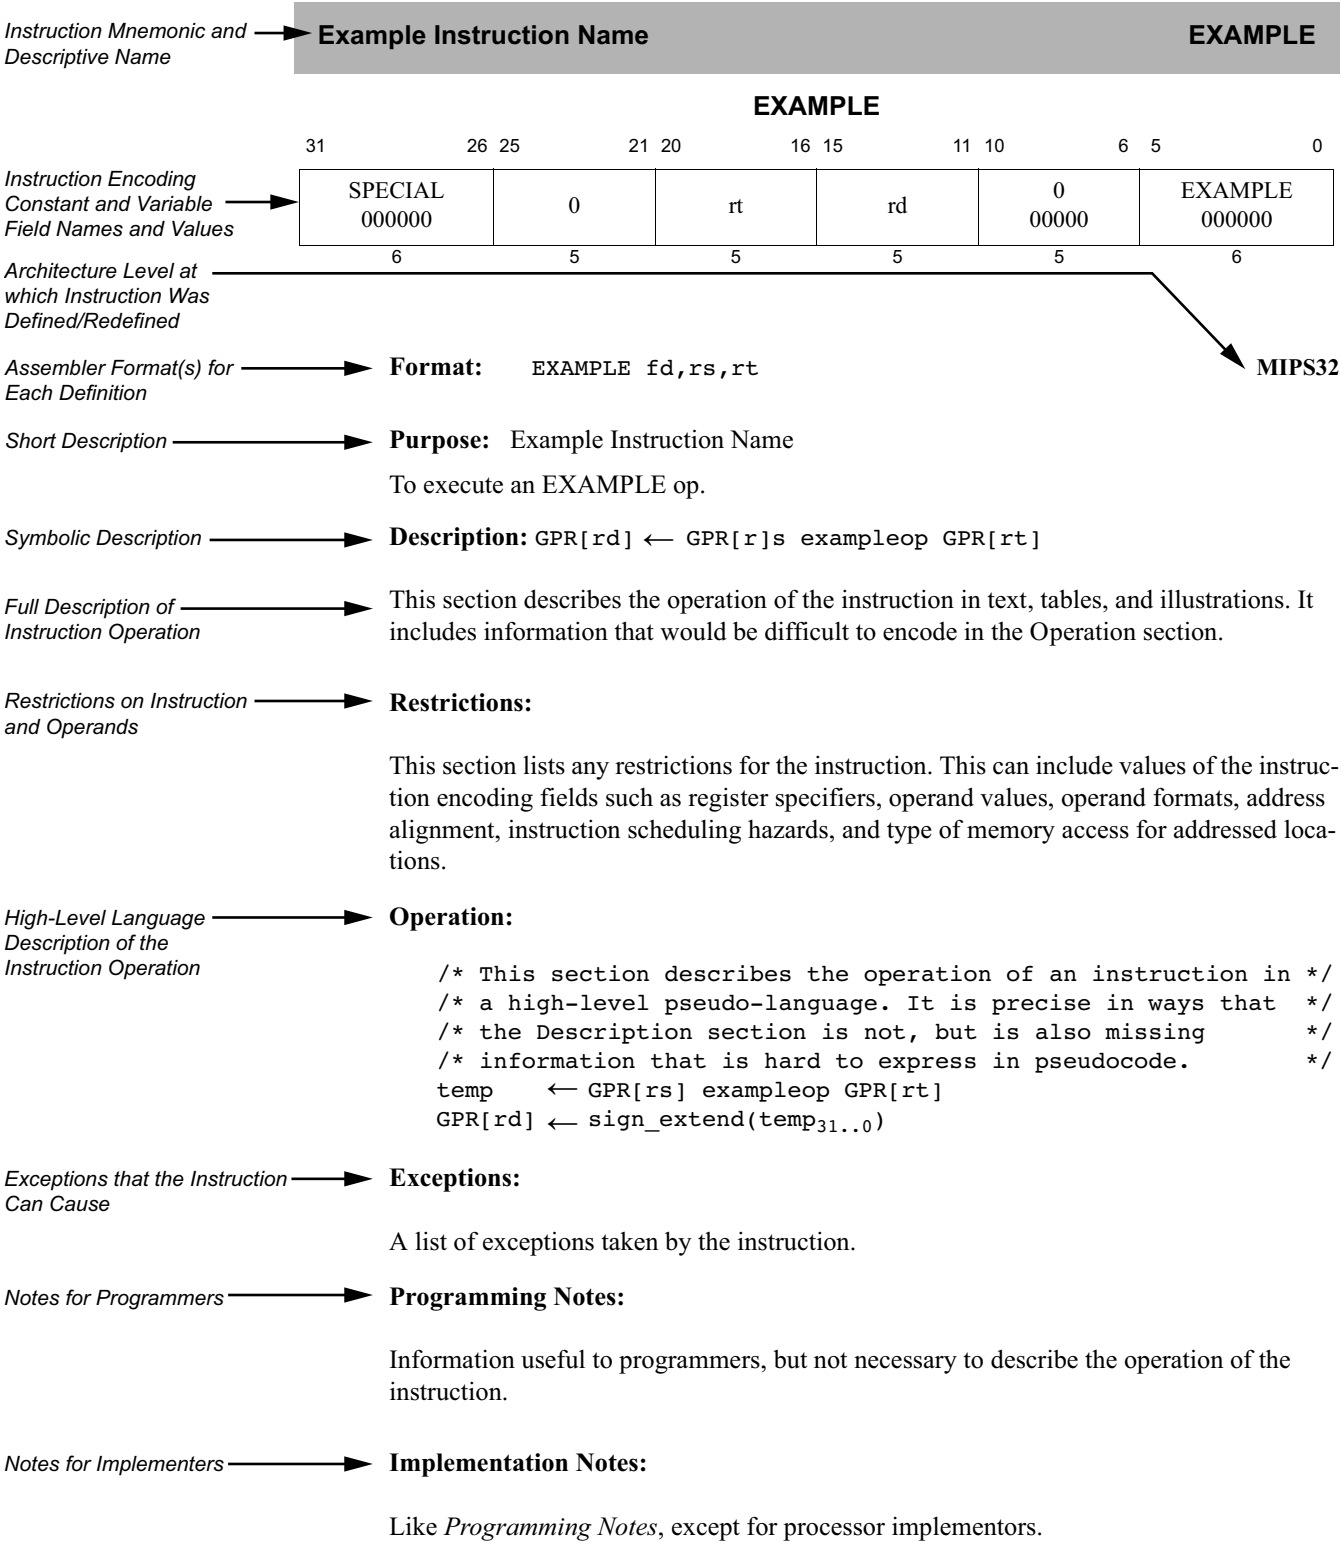 Instruction Mnemonic and
Descriptive Name
Example Instruction Name EXAMPLE
EXAMPLE
31 26 25 21 20 16 15 11 10 6 5 0
Instruction Encoding
Constant and Variable
Field Names and Values
SPECIAL
000000
0
rt
rd
0
00000
EXAMPLE
000000
6 5 5 5 5 6
Architecture Level at
which Instruction Was
Defined/Redefined
Assembler Format(s) for
Each Definition
Format: EXAMPLE fd,rs,rt MIPS32
Short Description
Purpose: Example Instruction Name
To execute an EXAMPLE op.
Symbolic Description
Description: GPR[rd] ← GPR[r]s exampleop GPR[rt]
Full Description of
Instruction Operation
This section describes the operation of the instruction in text, tables, and illustrations. It
includes information that would be difficult to encode in the Operation section.
Restrictions on Instruction
and Operands
Restrictions:
This section lists any restrictions for the instruction. This can include values of the instruc-
tion encoding fields such as register specifiers, operand values, operand formats, address
alignment, instruction scheduling hazards, and type of memory access for addressed loca-
tions.
High-Level Language
Description of the
Instruction Operation
Operation:
/* This section describes the operation of an instruction in */
/* a high-level pseudo-language. It is precise in ways that */
/* the Description section is not, but is also missing */
/* information that is hard to express in pseudocode. */
temp ← GPR[rs] exampleop GPR[rt]
GPR[rd] ← sign_extend(temp31..0)
Exceptions that the Instruction
Can Cause
Exceptions:
A list of exceptions taken by the instruction.
Notes for Programmers
Programming Notes:
Information useful to programmers, but not necessary to describe the operation of the
instruction.
Notes for Implementers
Implementation Notes:
Like Programming Notes, except for processor implementors.